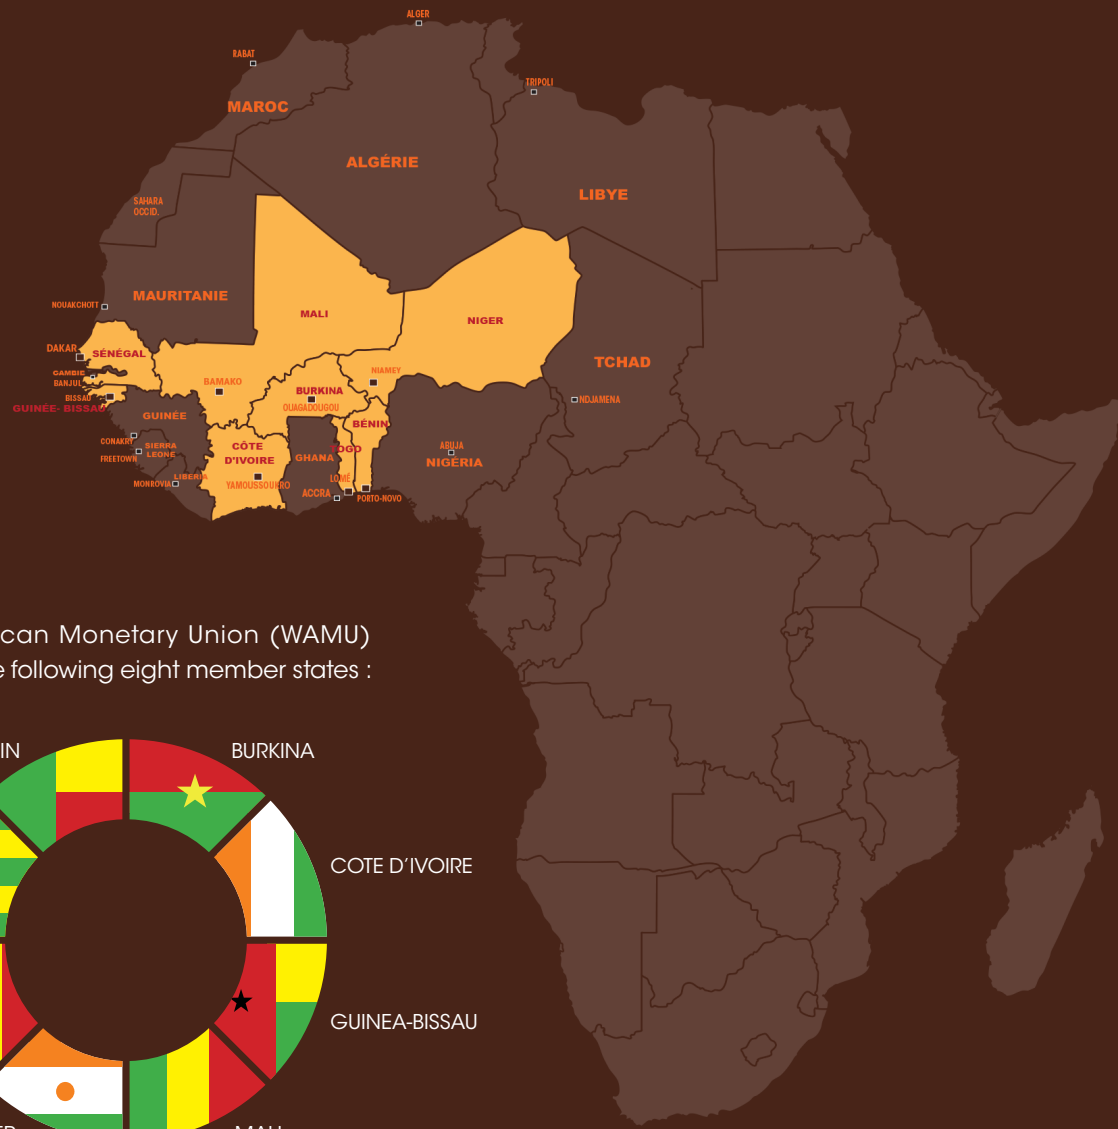 ALGER
RABAT
TRIPOLI
MAROC
ALGÉRIE
LIBYE
SAHARA
OCCID.
MAURITANIE
NOUAKCHOTT
MALI
NIGER
DAKAR
SÉNÉGAL
TCHAD
GAMBIE
BANJUL
NIAMEY
BAMAKO
BURKINA
BISSAU
GUINÉE- BISSAU
OUAGADOUGOU
NDJAMENA
GUINÉE
BÉNIN
CONAKRY
SIERRA
LEONE
FREETOWN
CÔTE
D'IVOIRE
GHANA
TOGO
ABUJA
NIGÉRIA
MONROVIA
LIBÉRIA
YAMOUSSOUKRO
LOMÉ
ACCRA
PORTO-NOVO
can Monetary Union (WAMU)
e following eight member states :
IN
BURKINA
COTE D'IVOIRE
GUINEA-BISSAU
ER
MALI